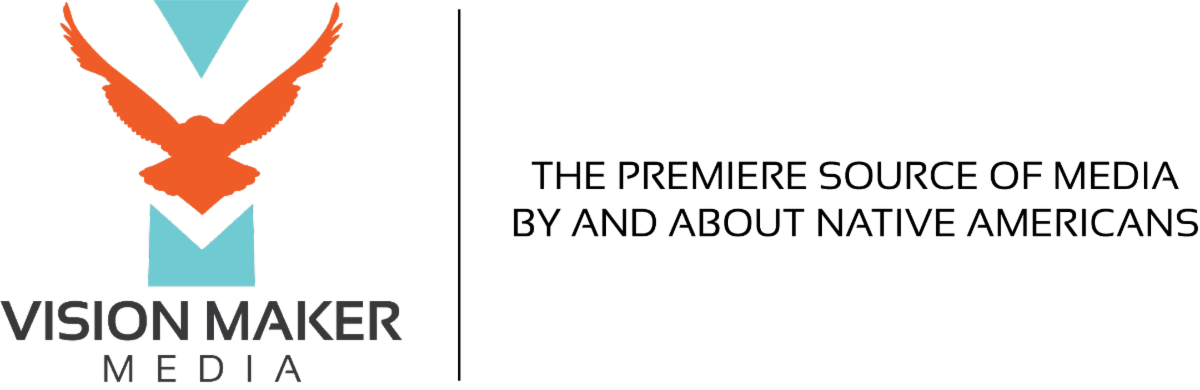 VISION MAKER
MEDIA
THE PREMIERE SOURCE OF MEDIA
BY AND ABOUT NATIVE AMERICANS